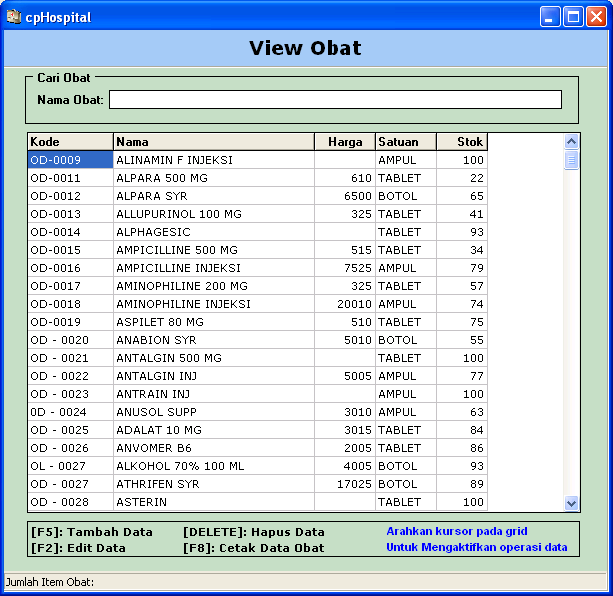 cpHospital
View Obat
Cari Obat
Nama Obat:
Kode Nama Harga Satuan Stok
OD-0009 ALINAMIN F INJEKSI AMPUL 100
OD-0011 ALPARA 500 MG 610 TABLET 22
OD-0012 ALPARA SYR 6500 BOTOL 65
OD-0013 ALLUPURINOL 100 MG 325 TABLET 41
OD-0014 ALPHAGESIC TABLET 93
OD-0015 AMPICILLINE 500 MG 515 TABLET 34
OD-0016 AMPICILLINE INJEKSI 7525 AMPUL 79
OD-0017 AMINOPHILINE 200 MG 325 TABLET 57
OD-0018 AMINOPHILINE INJEKSI 20010 AMPUL 74
OD-0019 ASPILET 80 MG 510 TABLET 75
OD - 0020 ANABION SYR 5010 BOTOL 55
OD - 0021 ANTALGIN 500 MG TABLET 100
OD - 0022 ANTALGIN INJ 5005 AMPUL 77
OD - 0023 ANTRAIN INJ AMPUL 100
0D - 0024 ANUSOL SUPP 3010 AMPUL 63
OD - 0025 ADALAT 10 MG 3015 TABLET 84
OD - 0026 ANVOMER B6 2005 TABLET 86
OL - 0027 ALKOHOL 70% 100 ML 4005 BOTOL 93
OD - 0027 ATHRIFEN SYR 17025 BOTOL 89
OD - 0028 ASTERIN TABLET 100
[F5]: Tambah Data [DELETE]: Hapus Data Arahkan kursor pada grid
[F2]: Edit Data [F8]: Cetak Data Obat Untuk Mengaktifkan operasi data
Jumlah Item Obat: